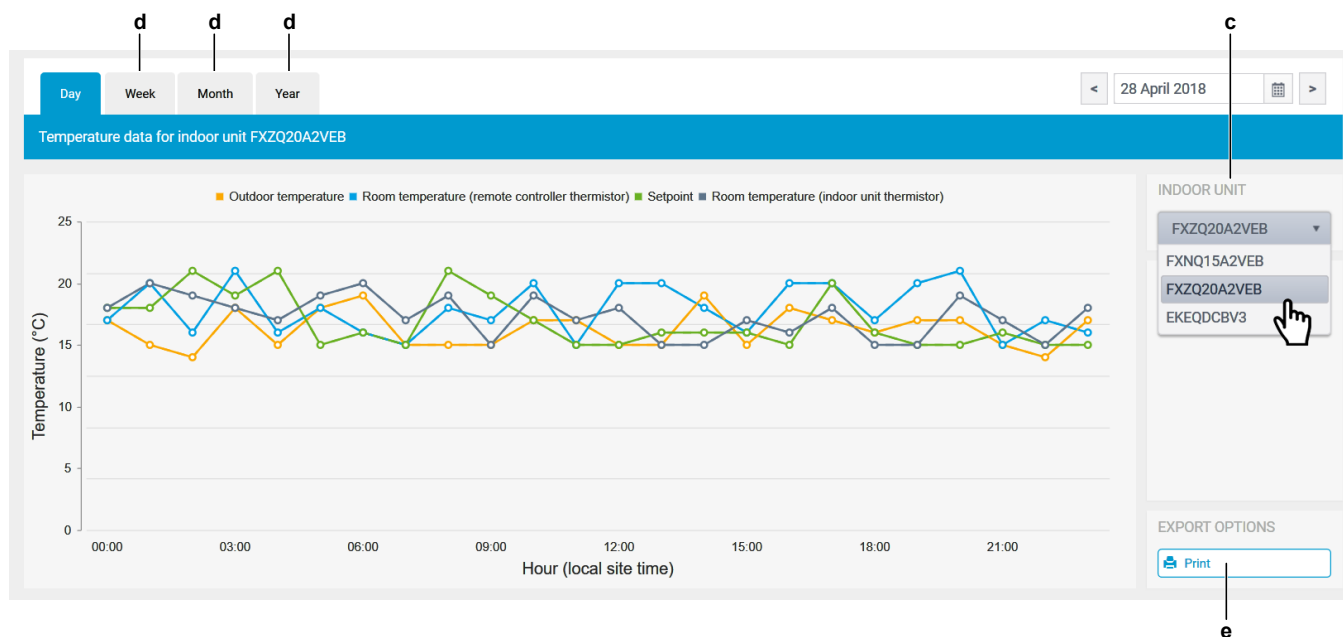 d d d c
Day Week Month Year < 28 April 2018 >
Temperature data for indoor unit FXZQ20A2VEB
Outdoor temperature Room temperature (remote controller thermistor) Setpoint Room temperature (indoor unit thermistor)
25
20
15
10
5
0
Temperature (°C)
00:00 03:00 06:00 09:00 12:00 15:00 18:00 21:00
Hour (local site time)
INDOOR UNIT
FXZQ20A2VEB
FXNQ15A2VEB
FXZQ20A2VEB
EKEQDCBV3
EXPORT OPTIONS
Print
e